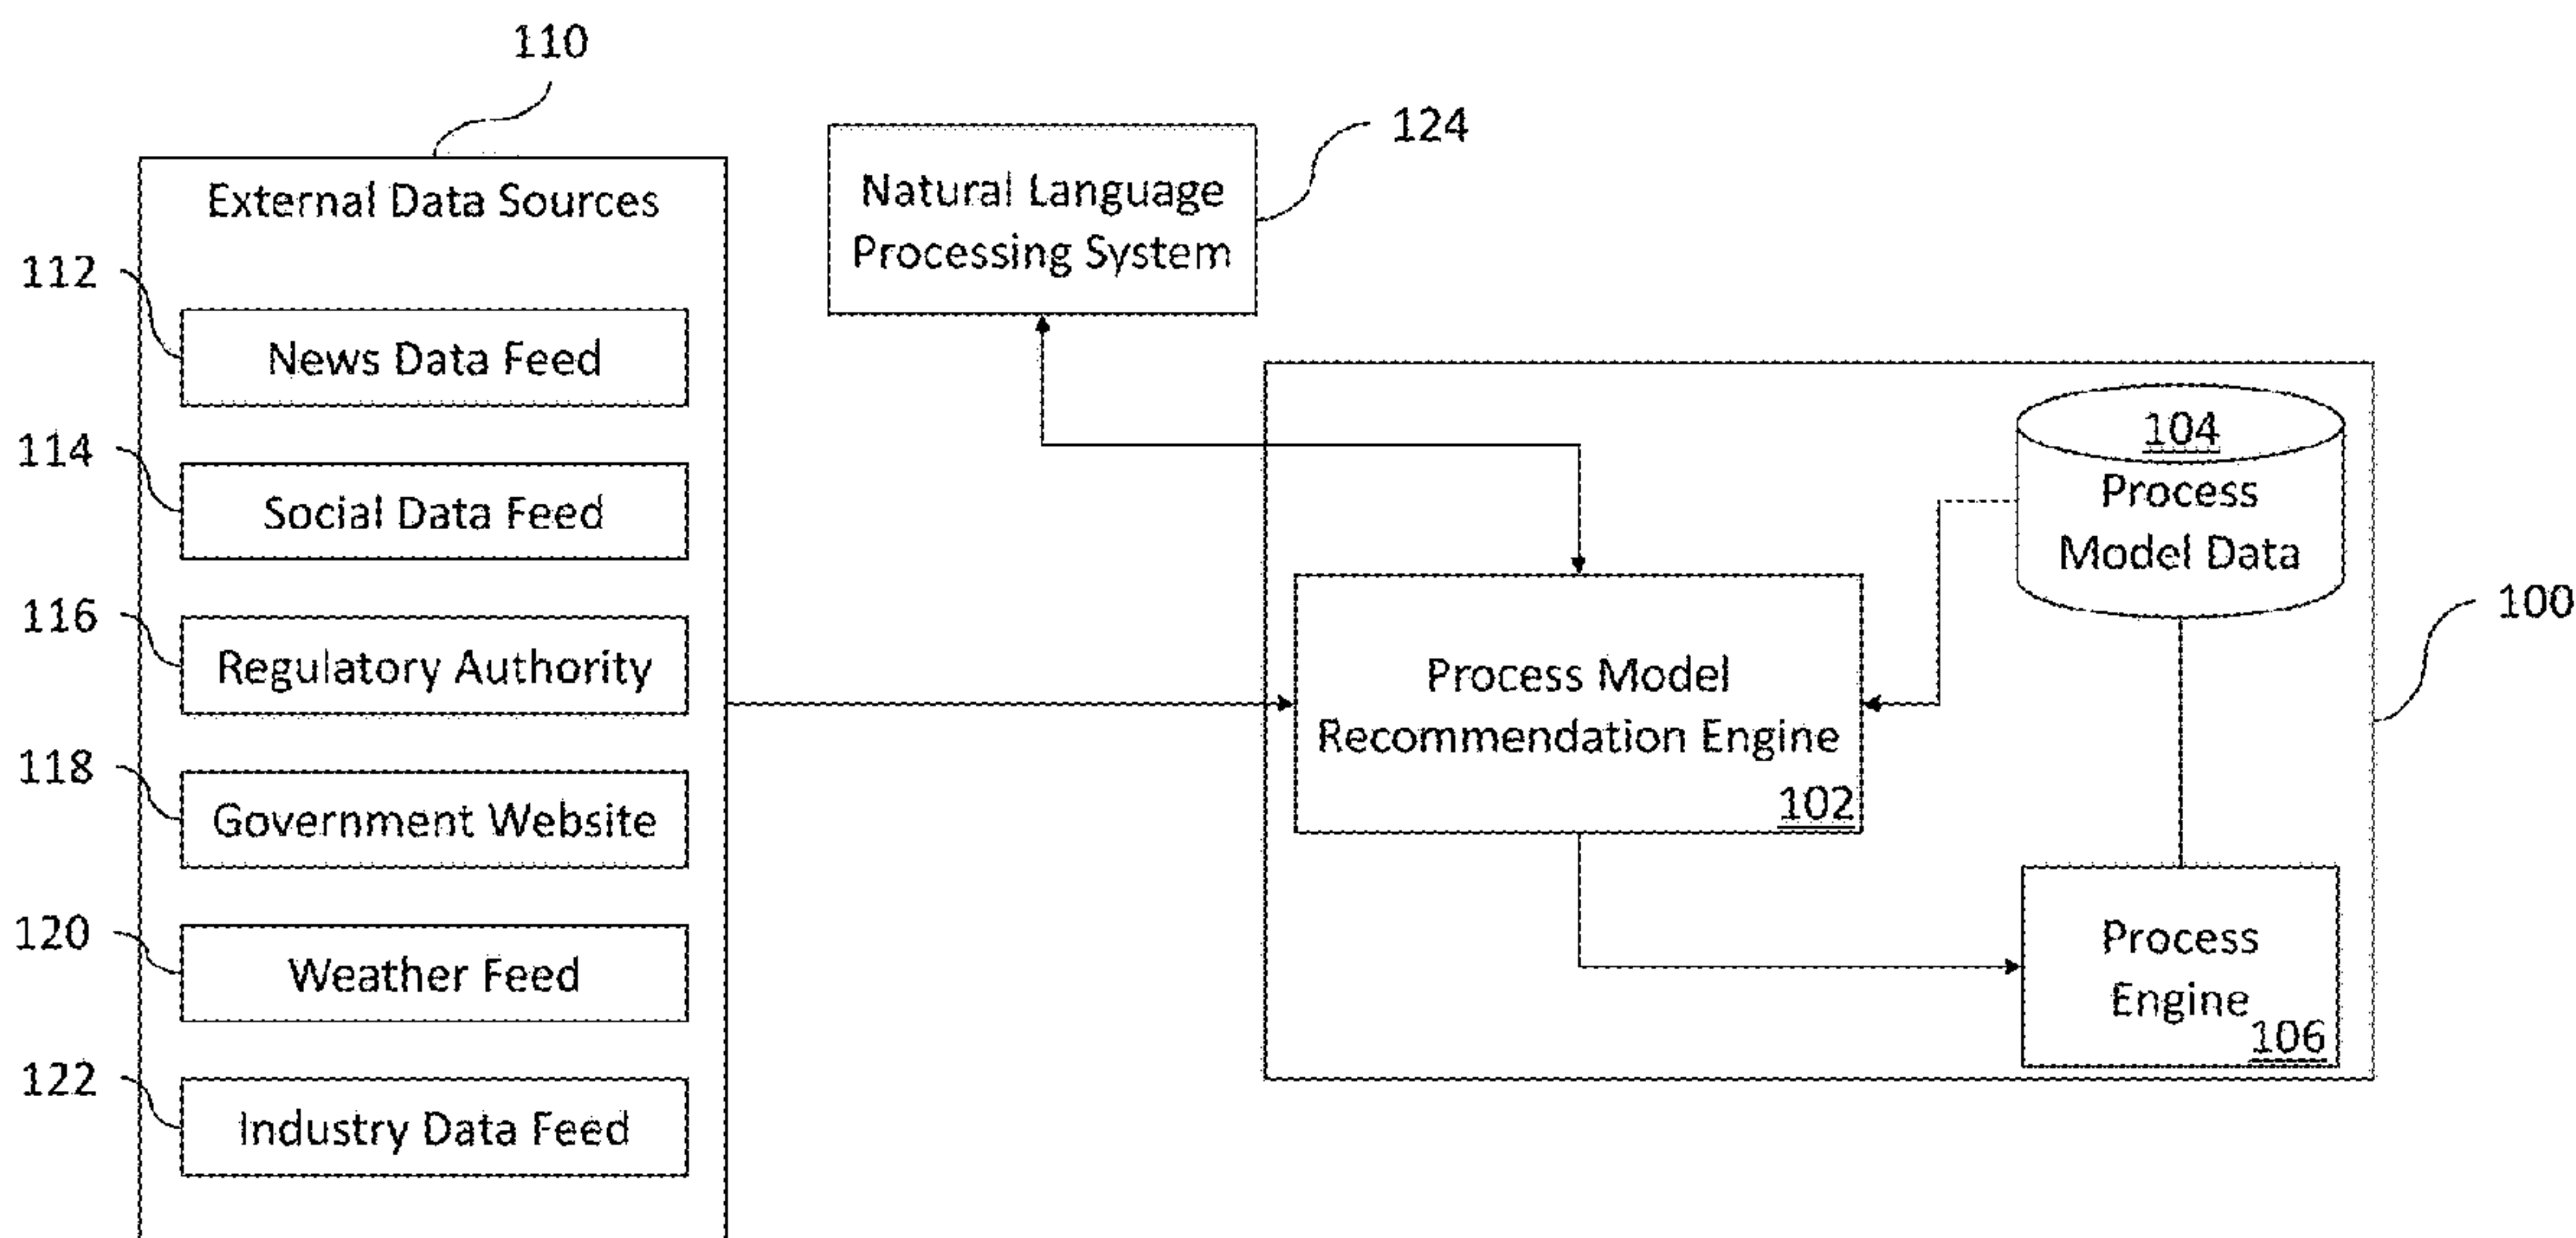 110
External Data Sources
112
News Data Feed
114
Social Data Feed
116
Regulatory Authority
118
Government Website
120
Weather Feed
122
Industry Data Feed
124
Natural Language
Processing System
104
Process
Model Data
100
Process Model
Recommendation Engine
102
Process
Engine
106